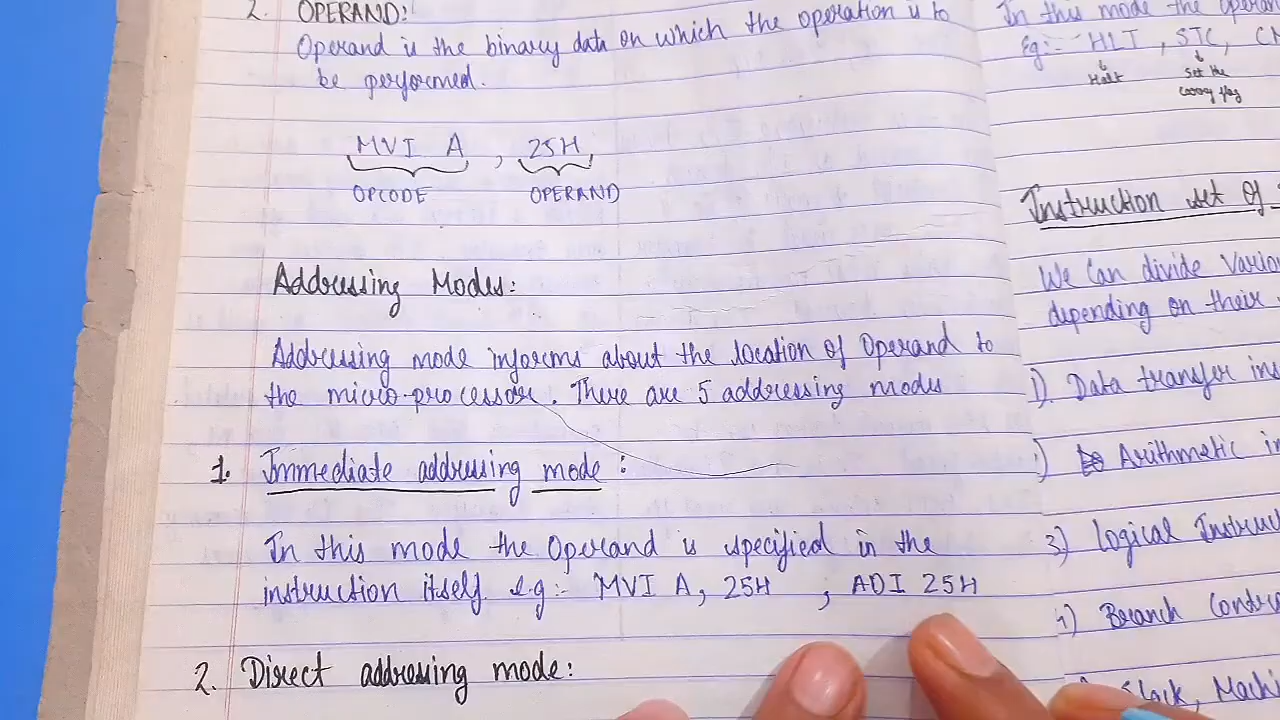 2. OPERAND:
Operand is the binary data on which the operation is to
be performed.
MVI A , 25H
OPCODE OPERAND
Addressing Modes:
Addressing mode informs about the location of Operand to
the micro-processor. There are 5 addressing modes
1. Immediate addressing mode:
In this mode the Operand is specified in the
instruction itself. e.g:- MVI A, 25H , ADI 25H
2. Direct addressing mode:
In this mode the
Eg:- HLT, STC,
Halt Set the
carry flag
Instruction set of
We can divide
depending on their
1). Data transfer
) Arithmetic
3) Logical
4) Branch
Stack,